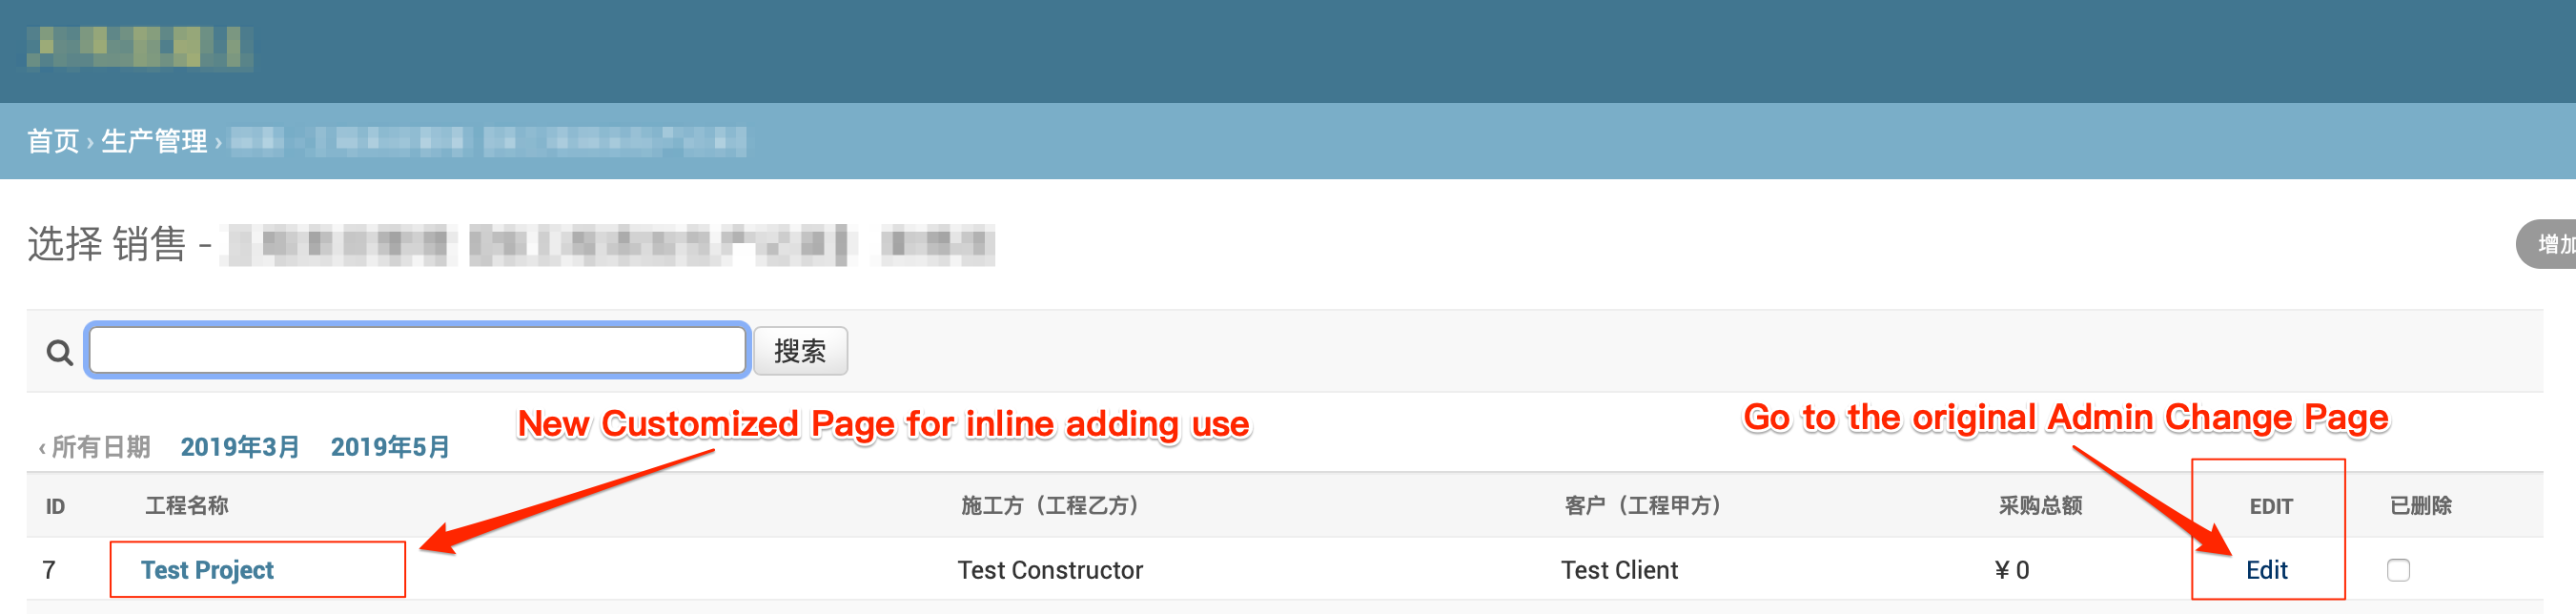 首页 › 生产管理 ›
选择 销售 -
增加
搜索
New Customized Page for inline adding use
Go to the original Admin Change Page
‹ 所有日期 2019年3月 2019年5月
ID 工程名称 施工方（工程乙方） 客户（工程甲方） 采购总额 EDIT 已删除
7 Test Project Test Constructor Test Client ¥ 0 Edit